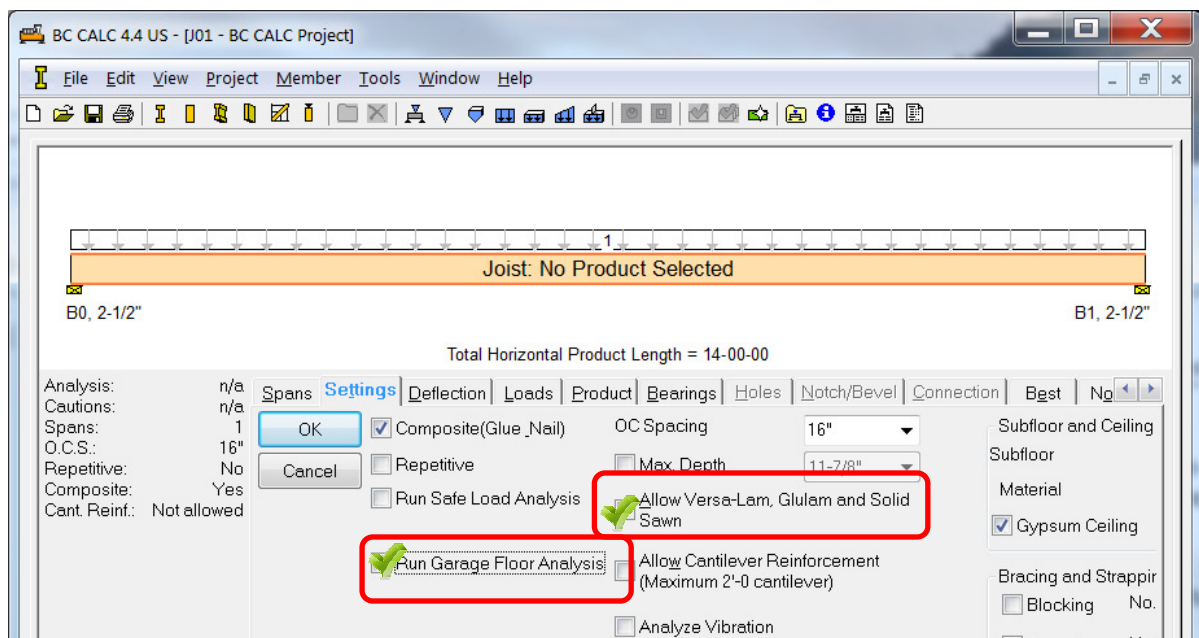 BC CALC 4.4 US - [J01 - BC CALC Project]
File Edit View Project Member Tools Window Help
1
Joist: No Product Selected
B0, 2-1/2"
B1, 2-1/2"
Total Horizontal Product Length = 14-00-00
Analysis: n/a
Cautions: n/a
Spans: 1
O.C.S.: 16"
Repetitive: No
Composite: Yes
Cant. Reinf.: Not allowed
Spans Settings Deflection Loads Product Bearings Holes Notch/Bevel Connection Best No
OK
Cancel
Composite(Glue_Nail)
Repetitive
Run Safe Load Analysis
Run Garage Floor Analysis
OC Spacing 16"
Max. Depth 11-7/8"
Allow Versa-Lam, Glulam and Solid
Sawn
Allow Cantilever Reinforcement
(Maximum 2'-0 cantilever)
Analyze Vibration
Subfloor and Ceiling
Subfloor
Material
Gypsum Ceiling
Bracing and Strappir
Blocking No.